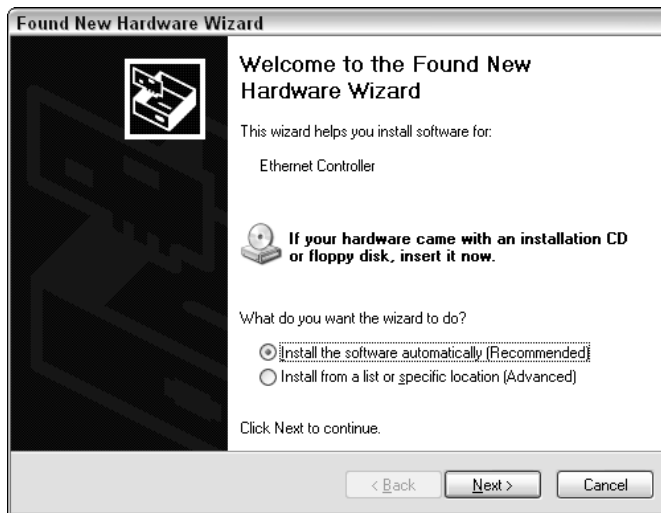 Found New Hardware Wizard
Welcome to the Found New
Hardware Wizard
This wizard helps you install software for:
Ethernet Controller
If your hardware came with an installation CD
or floppy disk, insert it now.
What do you want the wizard to do?
Install the software automatically (Recommended)
Install from a list or specific location (Advanced)
Click Next to continue.
< Back Next > Cancel